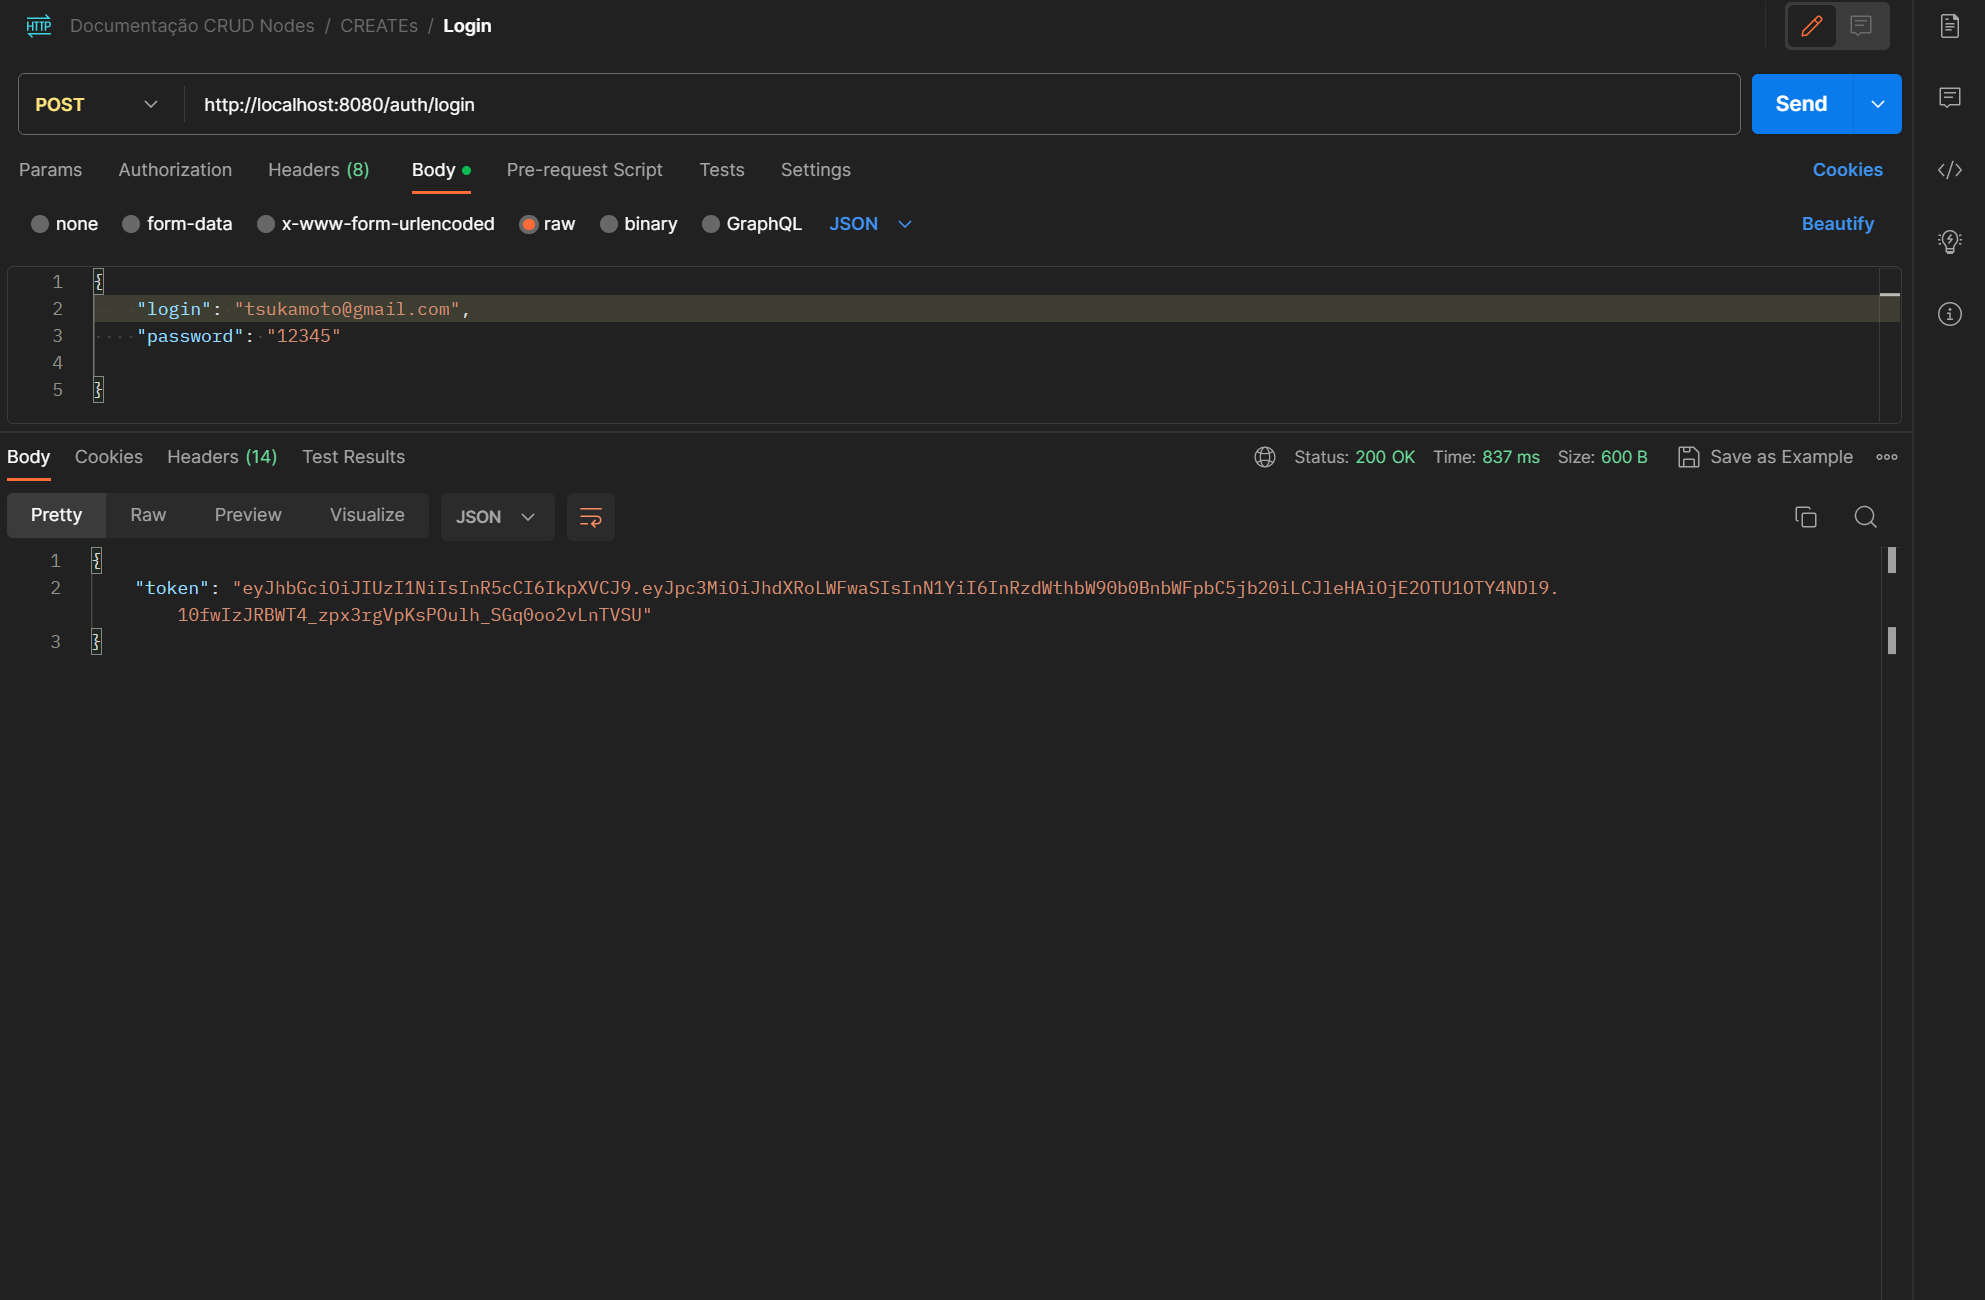 HTTP Documentação CRUD Nodes / CREATEs / Login
POST http://localhost:8080/auth/login Send
Params Authorization Headers (8) Body Pre-request Script Tests Settings Cookies
none form-data x-www-form-urlencoded raw binary GraphQL JSON Beautify
1 {
2 "login": "tsukamoto@gmail.com",
3 "password": "12345"
4
5 }
Body Cookies Headers (14) Test Results Status: 200 OK Time: 837 ms Size: 600 B Save as Example
Pretty Raw Preview Visualize JSON
1 {
2 "token": "eyJhbGciOiJIUzI1NiIsInR5cCI6IkpXVCJ9.eyJpc3MiOiJhdXRoLWFwaSIsInN1YiI6InRzdWthbW90b0BnbWFpbC5jb20iLCJleHAiOjE2OTU1OTY4NDl9.
10fwIzJRBWT4_zpx3rgVpKsPOulh_SGq0oo2vLnTVSU"
3 }